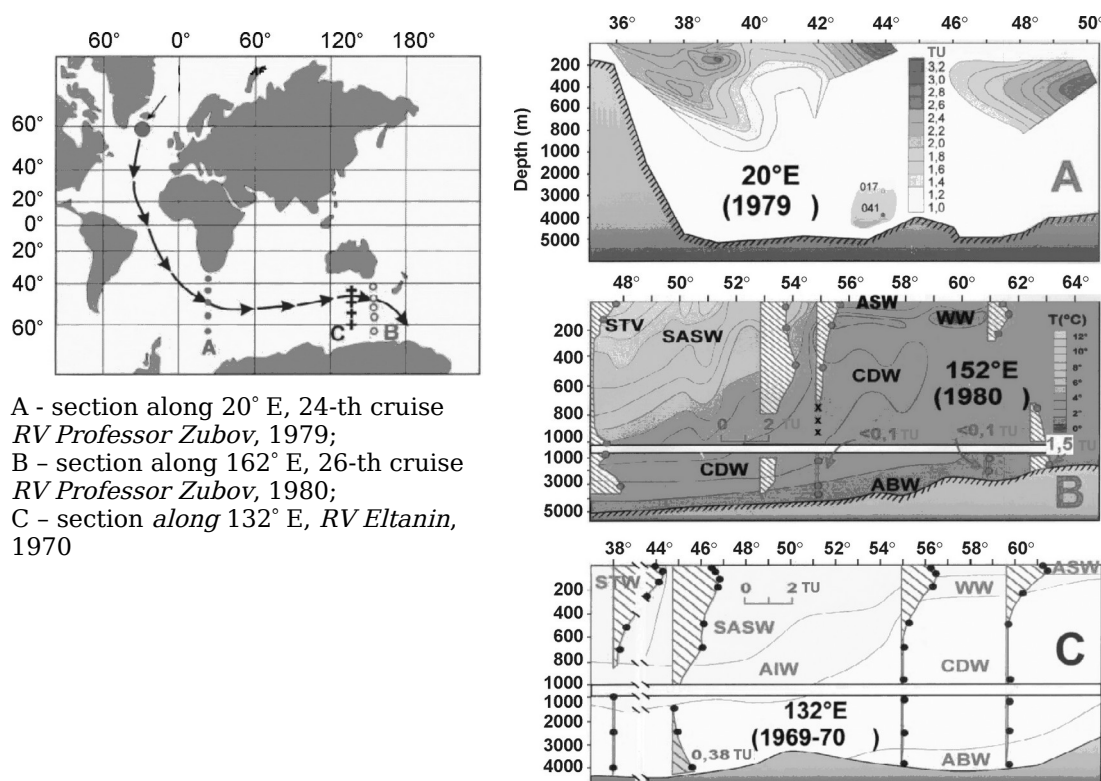 60° 0° 60° 120° 180°
60°
40°
20°
0°
20°
40°
60°
A
C
B
A - section along 20° E, 24-th cruise
RV Professor Zubov, 1979;
B – section along 162° E, 26-th cruise
RV Professor Zubov, 1980;
C – section along 132° E, RV Eltanin,
1970
36° 38° 40° 42° 44° 46° 48° 50°
Depth (m)
200
400
600
800
1000
2000
3000
4000
5000
TU
3,2
3,0
2,8
2,6
2,4
2,2
2,0
1,8
1,6
1,4
1,2
1,0
20°E
(1979 )
017
041
A
48° 50° 52° 54° 56° 58° 60° 62° 64°
200
400
600
800
1000
3000
5000
STV
SASW
ASW
WW
CDW
T(°C)
12°
10°
8°
6°
4°
2°
0°
152°E
(1980 )
0 2 TU
<0,1 TU
<0,1 TU
1,5 TU
CDW
ABW
B
38° 44° 46° 48° 50° 52° 54° 56° 58° 60°
200
400
600
800
1000
1000
2000
3000
4000
STW
0 2 TU
SASW
AIW
WW
ASW
CDW
C
132°E
(1969-70 )
0,38 TU
ABW